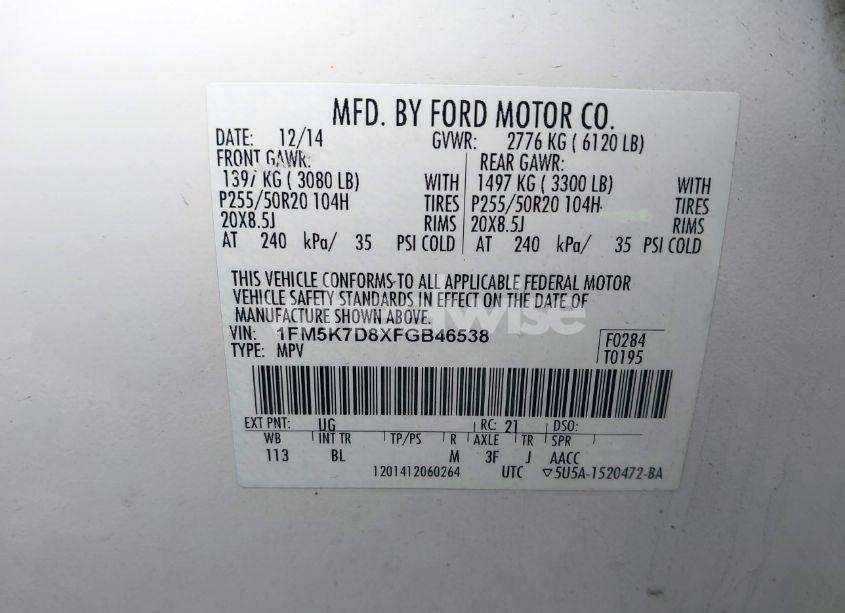 MFD. BY FORD MOTOR CO.
DATE: 12/14 GVWR: 2776 KG ( 6120 LB)
FRONT GAWR: REAR GAWR:
1397 KG ( 3080 LB) WITH 1497 KG ( 3300 LB) WITH
P255/50R20 104H TIRES P255/50R20 104H TIRES
20X8.5J RIMS 20X8.5J RIMS
AT 240 kPa/ 35 PSI COLD AT 240 kPa/ 35 PSI COLD
THIS VEHICLE CONFORMS TO ALL APPLICABLE FEDERAL MOTOR
VEHICLE SAFETY STANDARDS IN EFFECT ON THE DATE OF
MANUFACTURE SHOWN ABOVE.
VIN: 1FM5K7D8XFGB46538
TYPE: MPV
F0284
T0195
EXT PNT: UG RC: 21 DSO:
WB INT TR TP/PS R AXLE TR SPR
113 BL M 3F J AACC
1201412060264 UTC ▽5U5A-1520472-BA